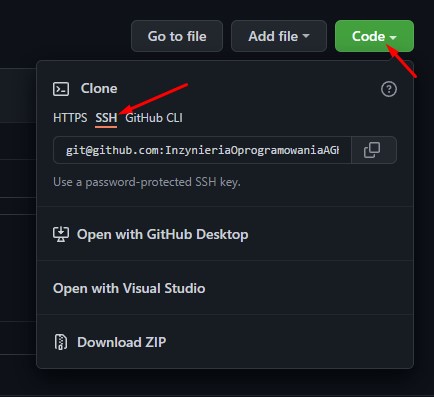 Go to file
Add file
Code
Clone
HTTPS SSH GitHub CLI
git@github.com:InzynieriaOprogramowaniaAGH
Use a password-protected SSH key.
Open with GitHub Desktop
Open with Visual Studio
Download ZIP